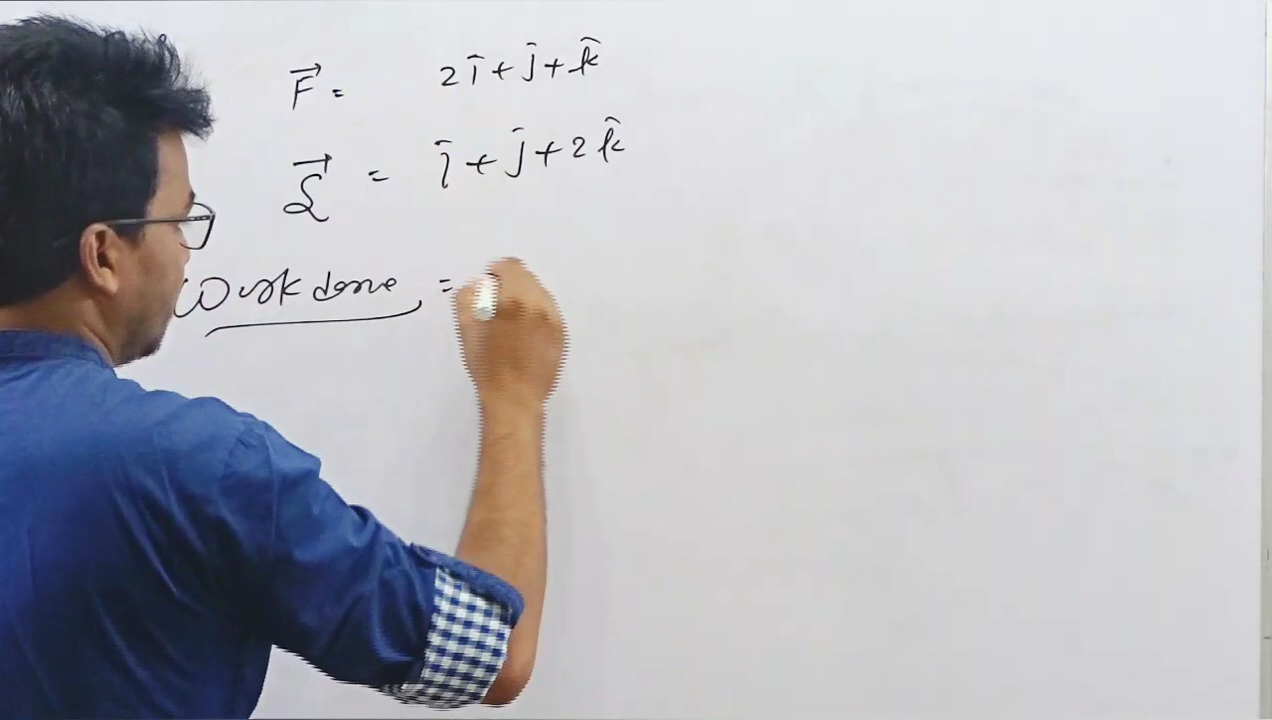 F⃗ = 2î + ĵ + k̂
S⃗ = î + ĵ + 2k̂
Work done =